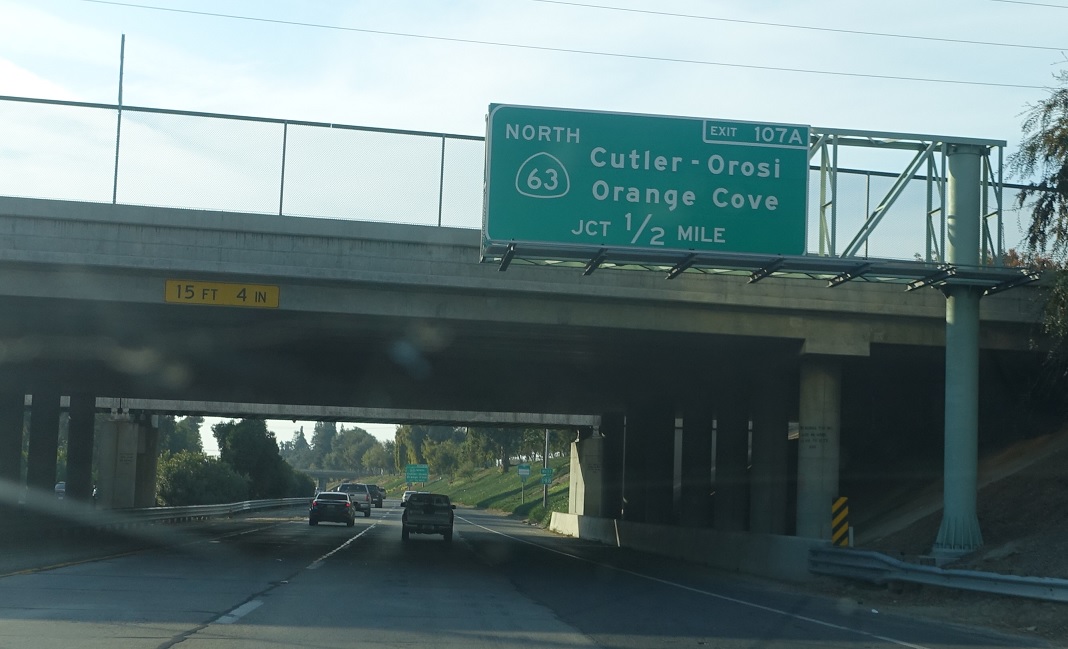 NORTH EXIT 107A
63 Cutler - Orosi
Orange Cove
JCT 1/2 MILE
15 FT 4 IN